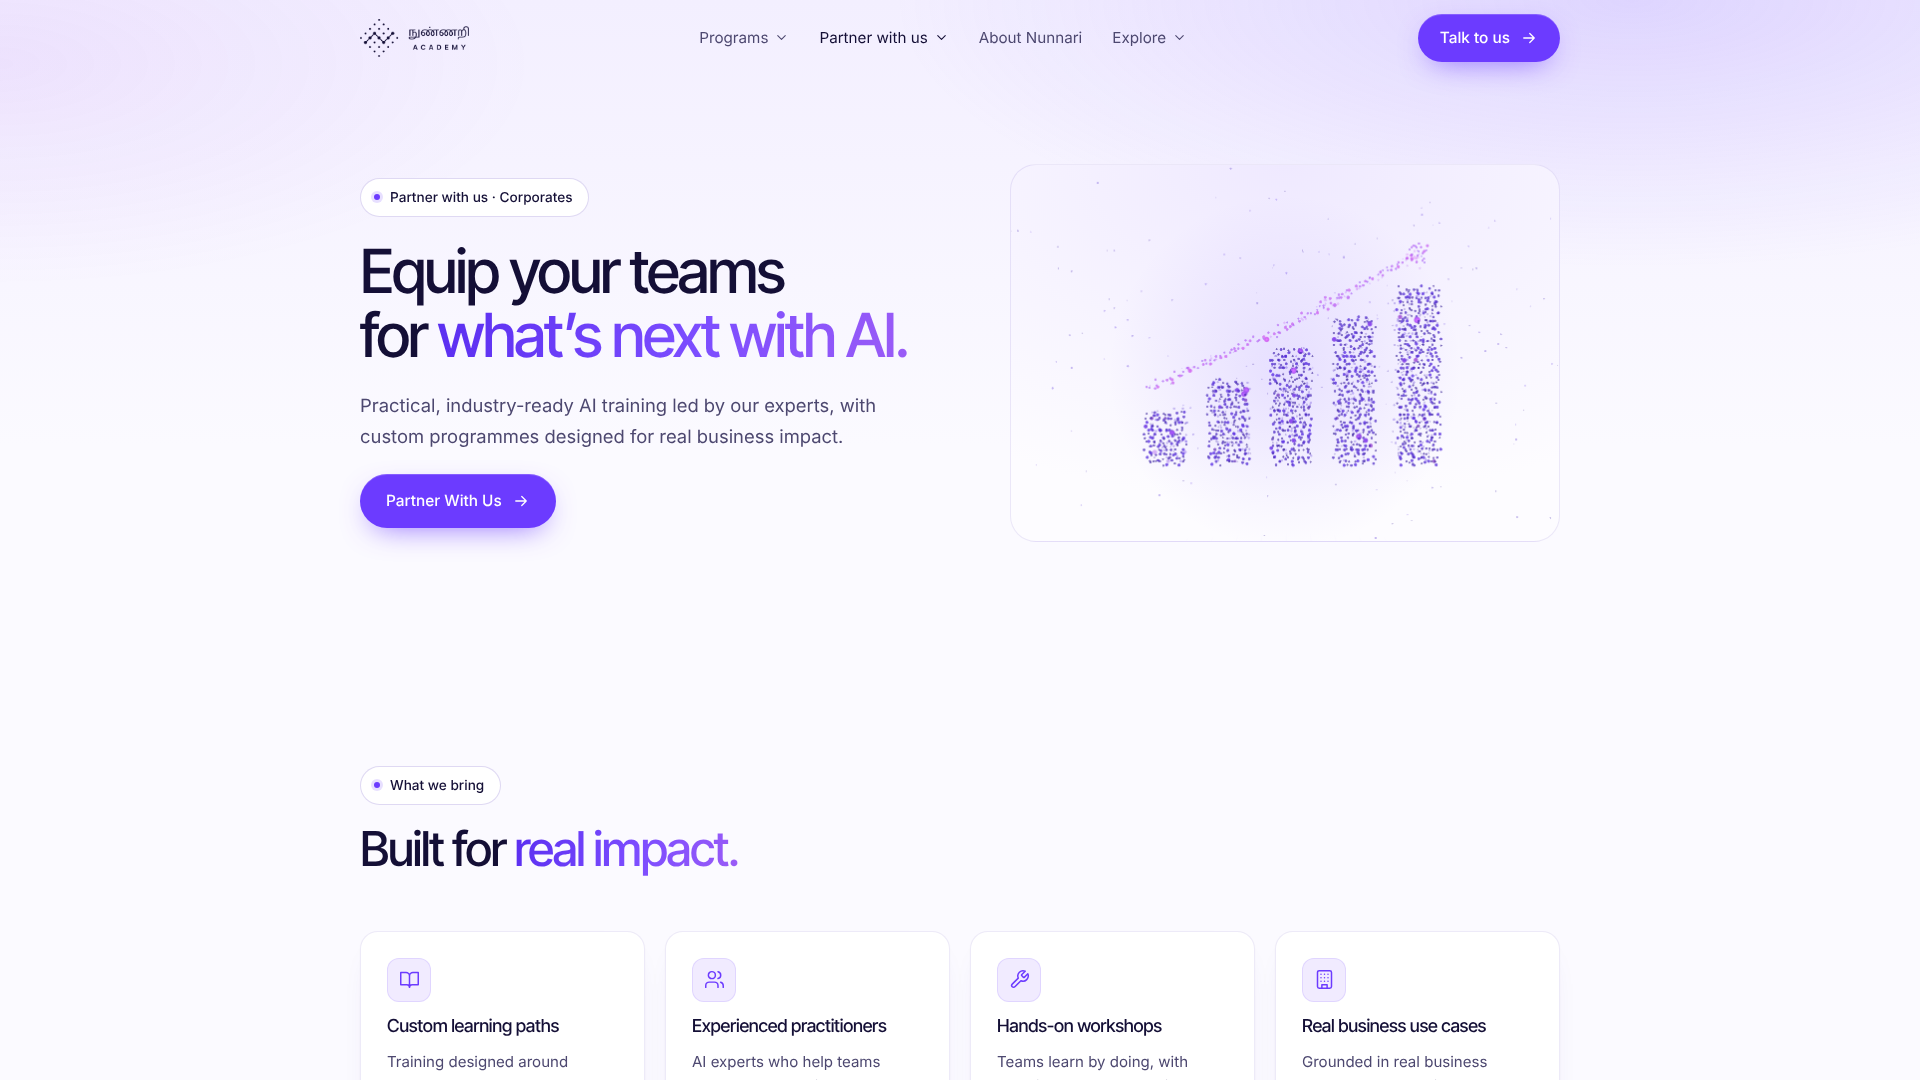 நுண்ணறி
ACADEMY
Programs
Partner with us
About Nunnari
Explore
Talk to us
Partner with us · Corporates
Equip your teams
for what’s next with AI.
Practical, industry-ready AI training led by our experts, with
custom programmes designed for real business impact.
Partner With Us
What we bring
Built for real impact.
Custom learning paths
Training designed around
Experienced practitioners
AI experts who help teams
Hands-on workshops
Teams learn by doing, with
Real business use cases
Grounded in real business